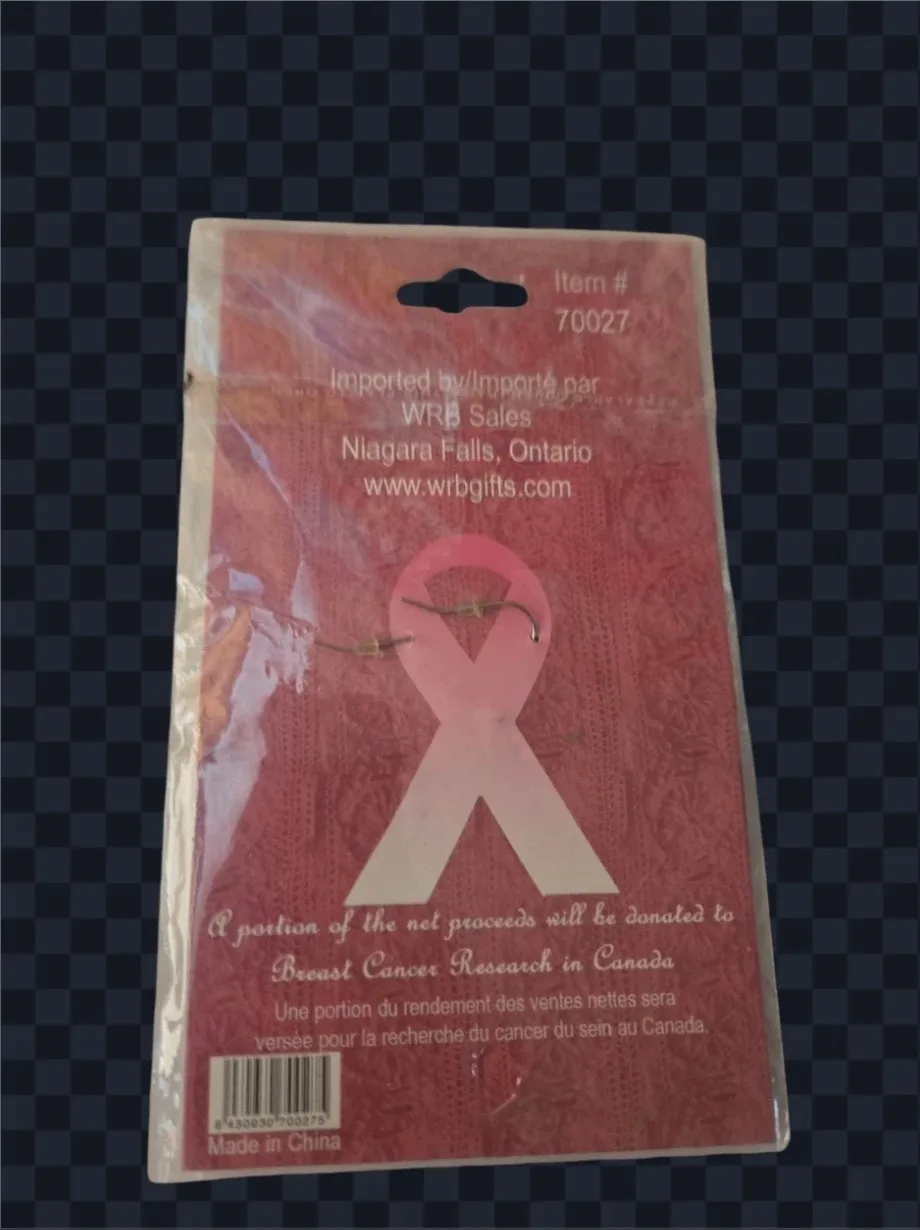 Item #
70027
Imported by/Importé par
WRB Sales
Niagara Falls, Ontario
www.wrbgifts.com
A portion of the net proceeds will be donated to
Breast Cancer Research in Canada
Une portion du rendement des ventes nettes sera
versée pour la recherche du cancer du sein au Canada.
Made in China